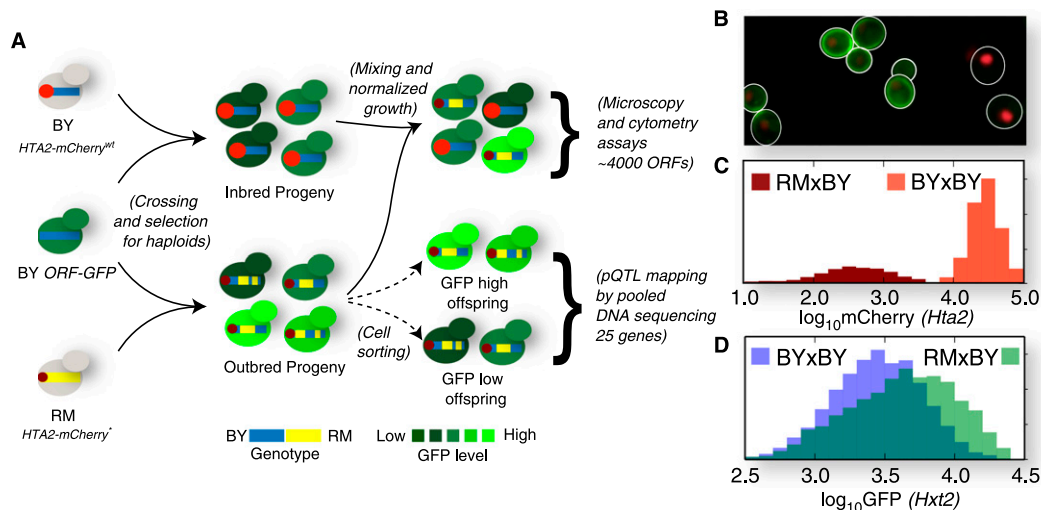 A
BY
HTA2-mCherry^wt
BY ORF-GFP
RM
HTA2-mCherry^*
(Crossing and
selection for
haploids)
Inbred Progeny
Outbred Progeny
(Mixing and
normalized
growth)
(Cell
sorting)
GFP high
offspring
GFP low
offspring
(Microscopy
and cytometry
assays
~4000 ORFs)
(pQTL mapping
by pooled
DNA sequencing
25 genes)
BY RM
Genotype
Low High
GFP level
B
C
RMxBY BYxBY
1.0 2.0 3.0 4.0 5.0
log10mCherry (Hta2)
D
BYxBY RMxBY
2.5 3.0 3.5 4.0 4.5
log10GFP (Hxt2)